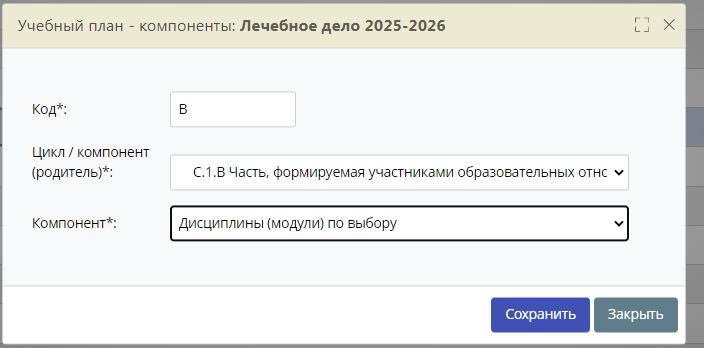 Учебный план - компоненты: Лечебное дело 2025-2026
Код*:
В
Цикл / компонент
(родитель)*:
С.1.В Часть, формируемая участниками образовательных отнс
Компонент*:
Дисциплины (модули) по выбору
Сохранить
Закрыть